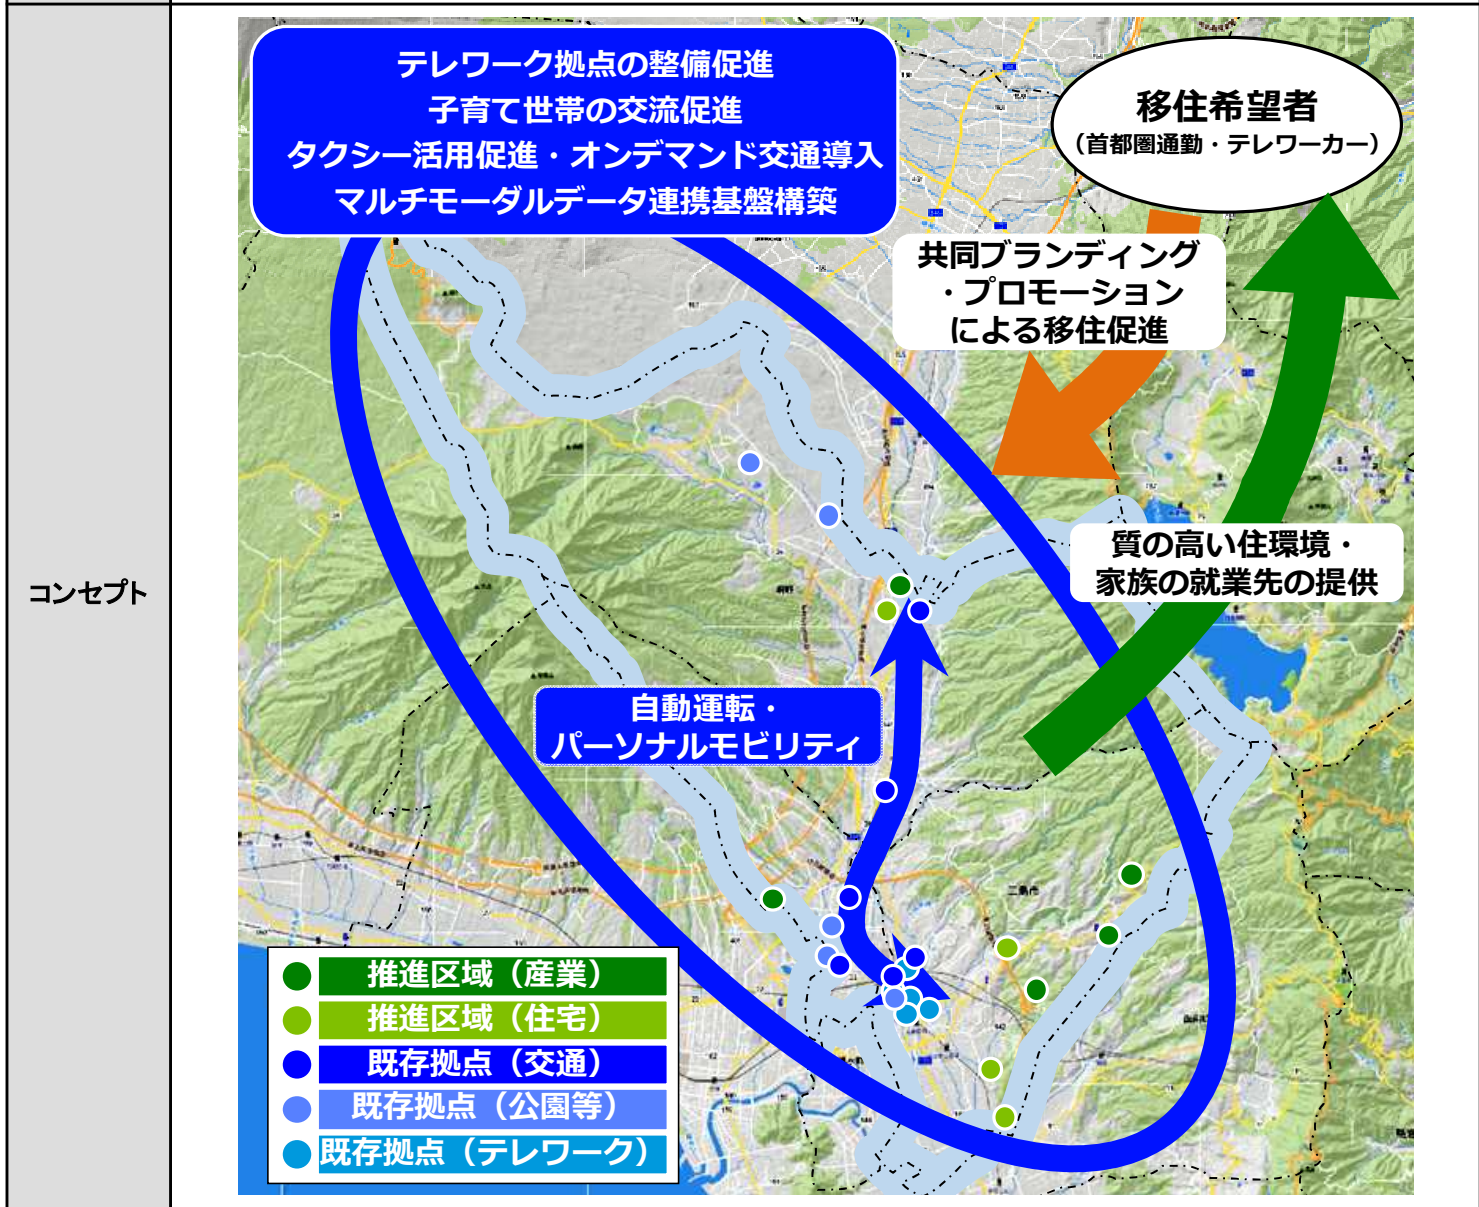 コンセプト
テレワーク拠点の整備促進
子育て世帯の交流促進
タクシー活用促進・オンデマンド交通導入
マルチモーダルデータ連携基盤構築
移住希望者
（首都圏通勤・テレワーカー）
共同ブランディング
・プロモーション
による移住促進
質の高い住環境・
家族の就業先の提供
自動運転・
パーソナルモビリティ
三島市
推進区域（産業）
推進区域（住宅）
既存拠点（交通）
既存拠点（公園等）
既存拠点（テレワーク）